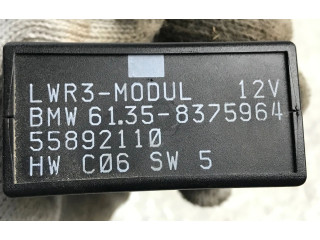 LWR3-MODUL 12V
BMW 61.35-8375964
55892110
HW C06 SW 5